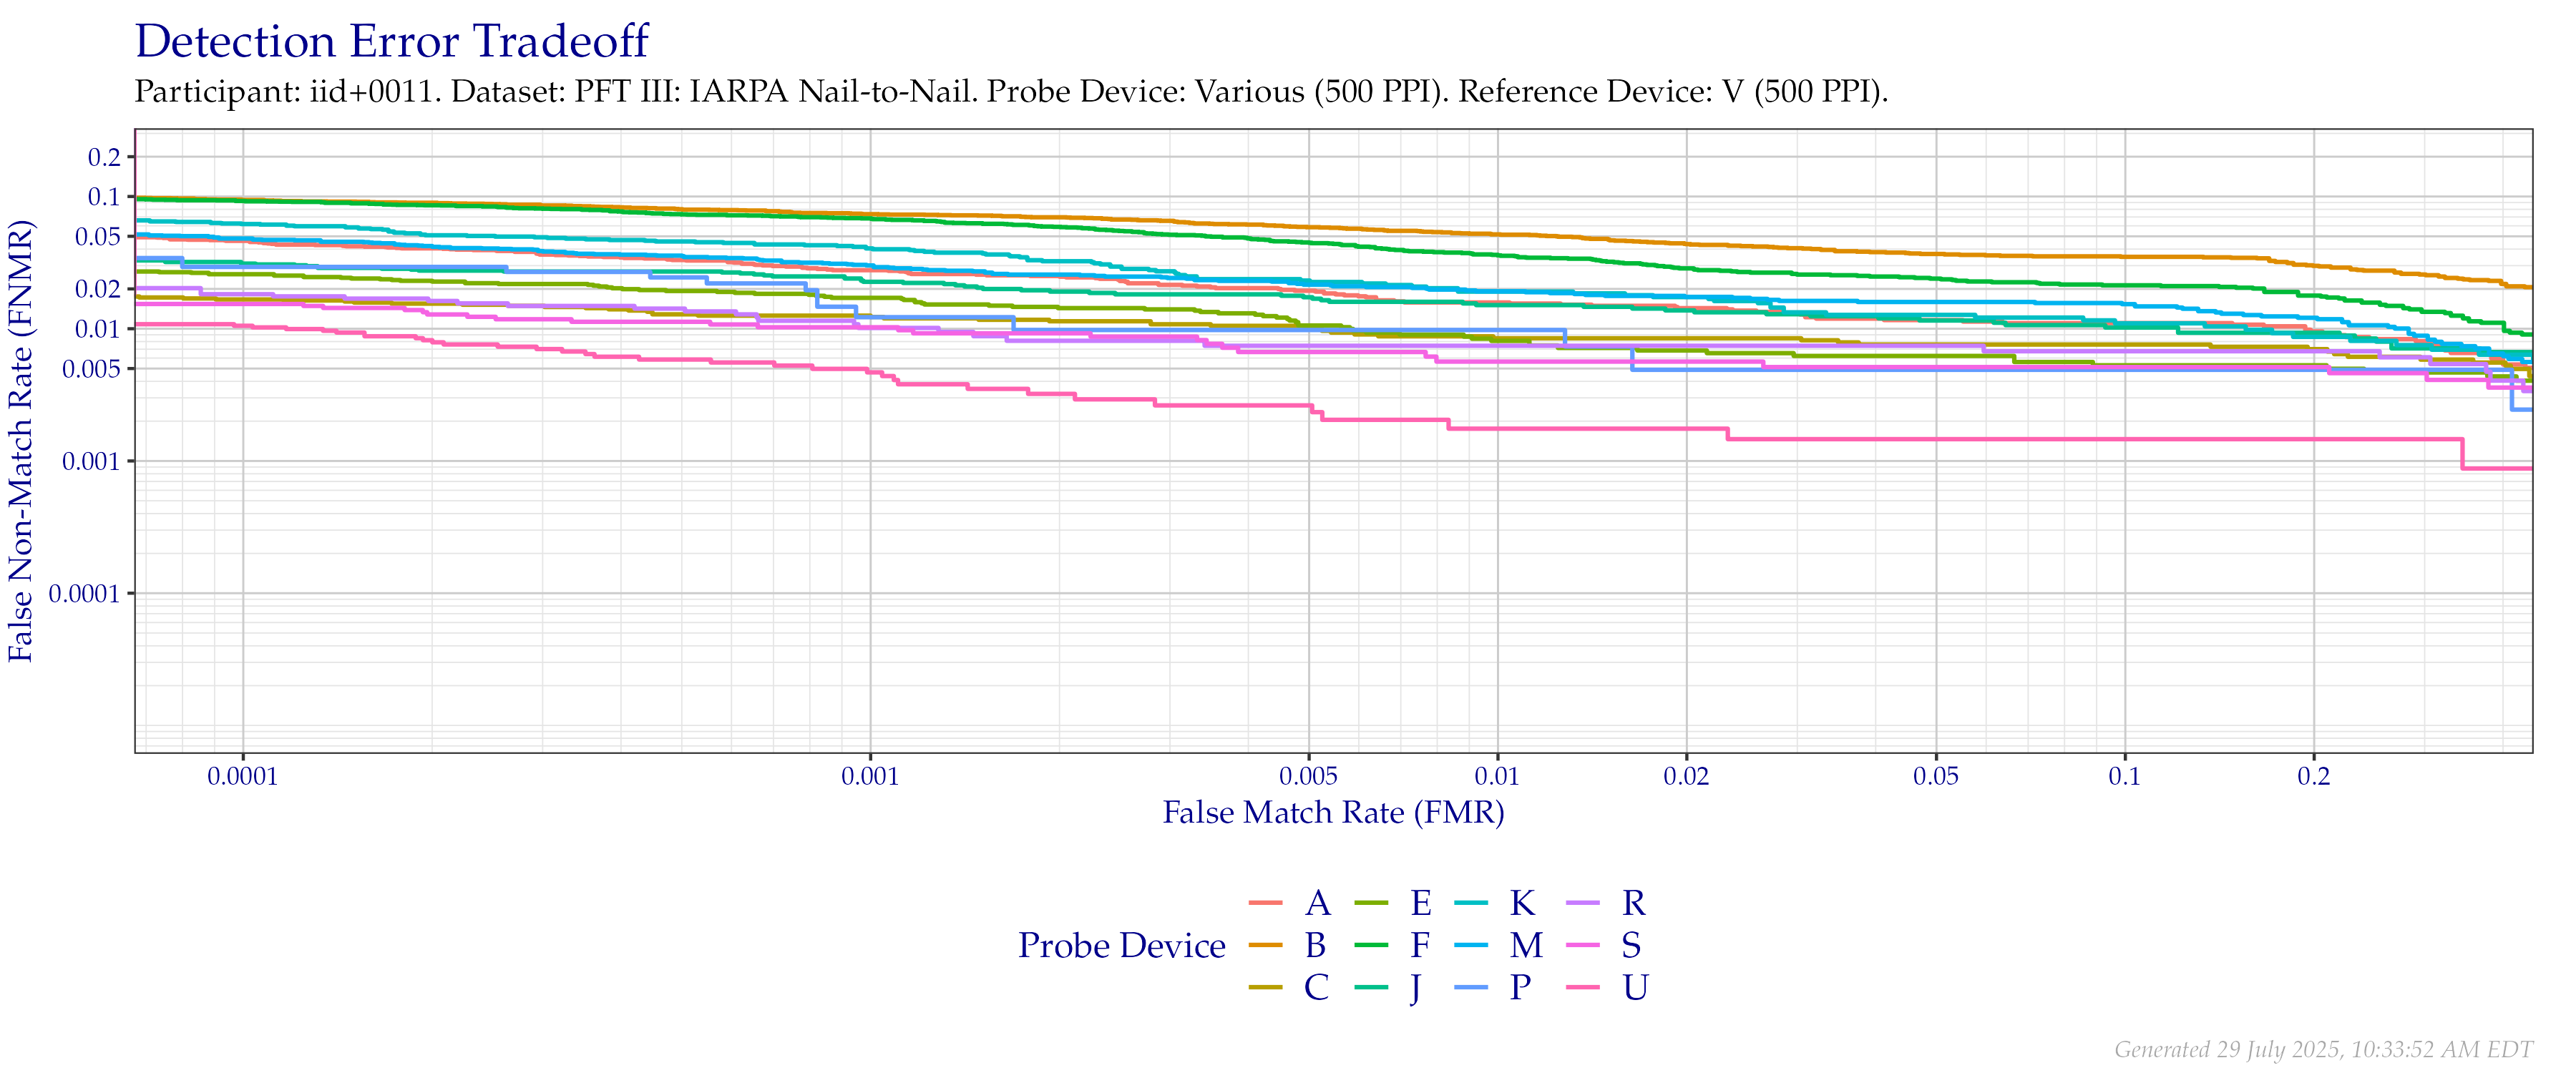 Detection Error Tradeoff
Participant: iid+0011. Dataset: PFT III: IARPA Nail-to-Nail. Probe Device: Various (500 PPI). Reference Device: V (500 PPI).
False Non-Match Rate (FNMR)
0.2
0.1
0.05
0.02
0.01
0.005
0.001
0.0001
0.0001 0.001 0.005 0.01 0.02 0.05 0.1 0.2
False Match Rate (FMR)
Probe Device
A E K R
B F M S
C J P U
Generated 29 July 2025, 10:33:52 AM EDT